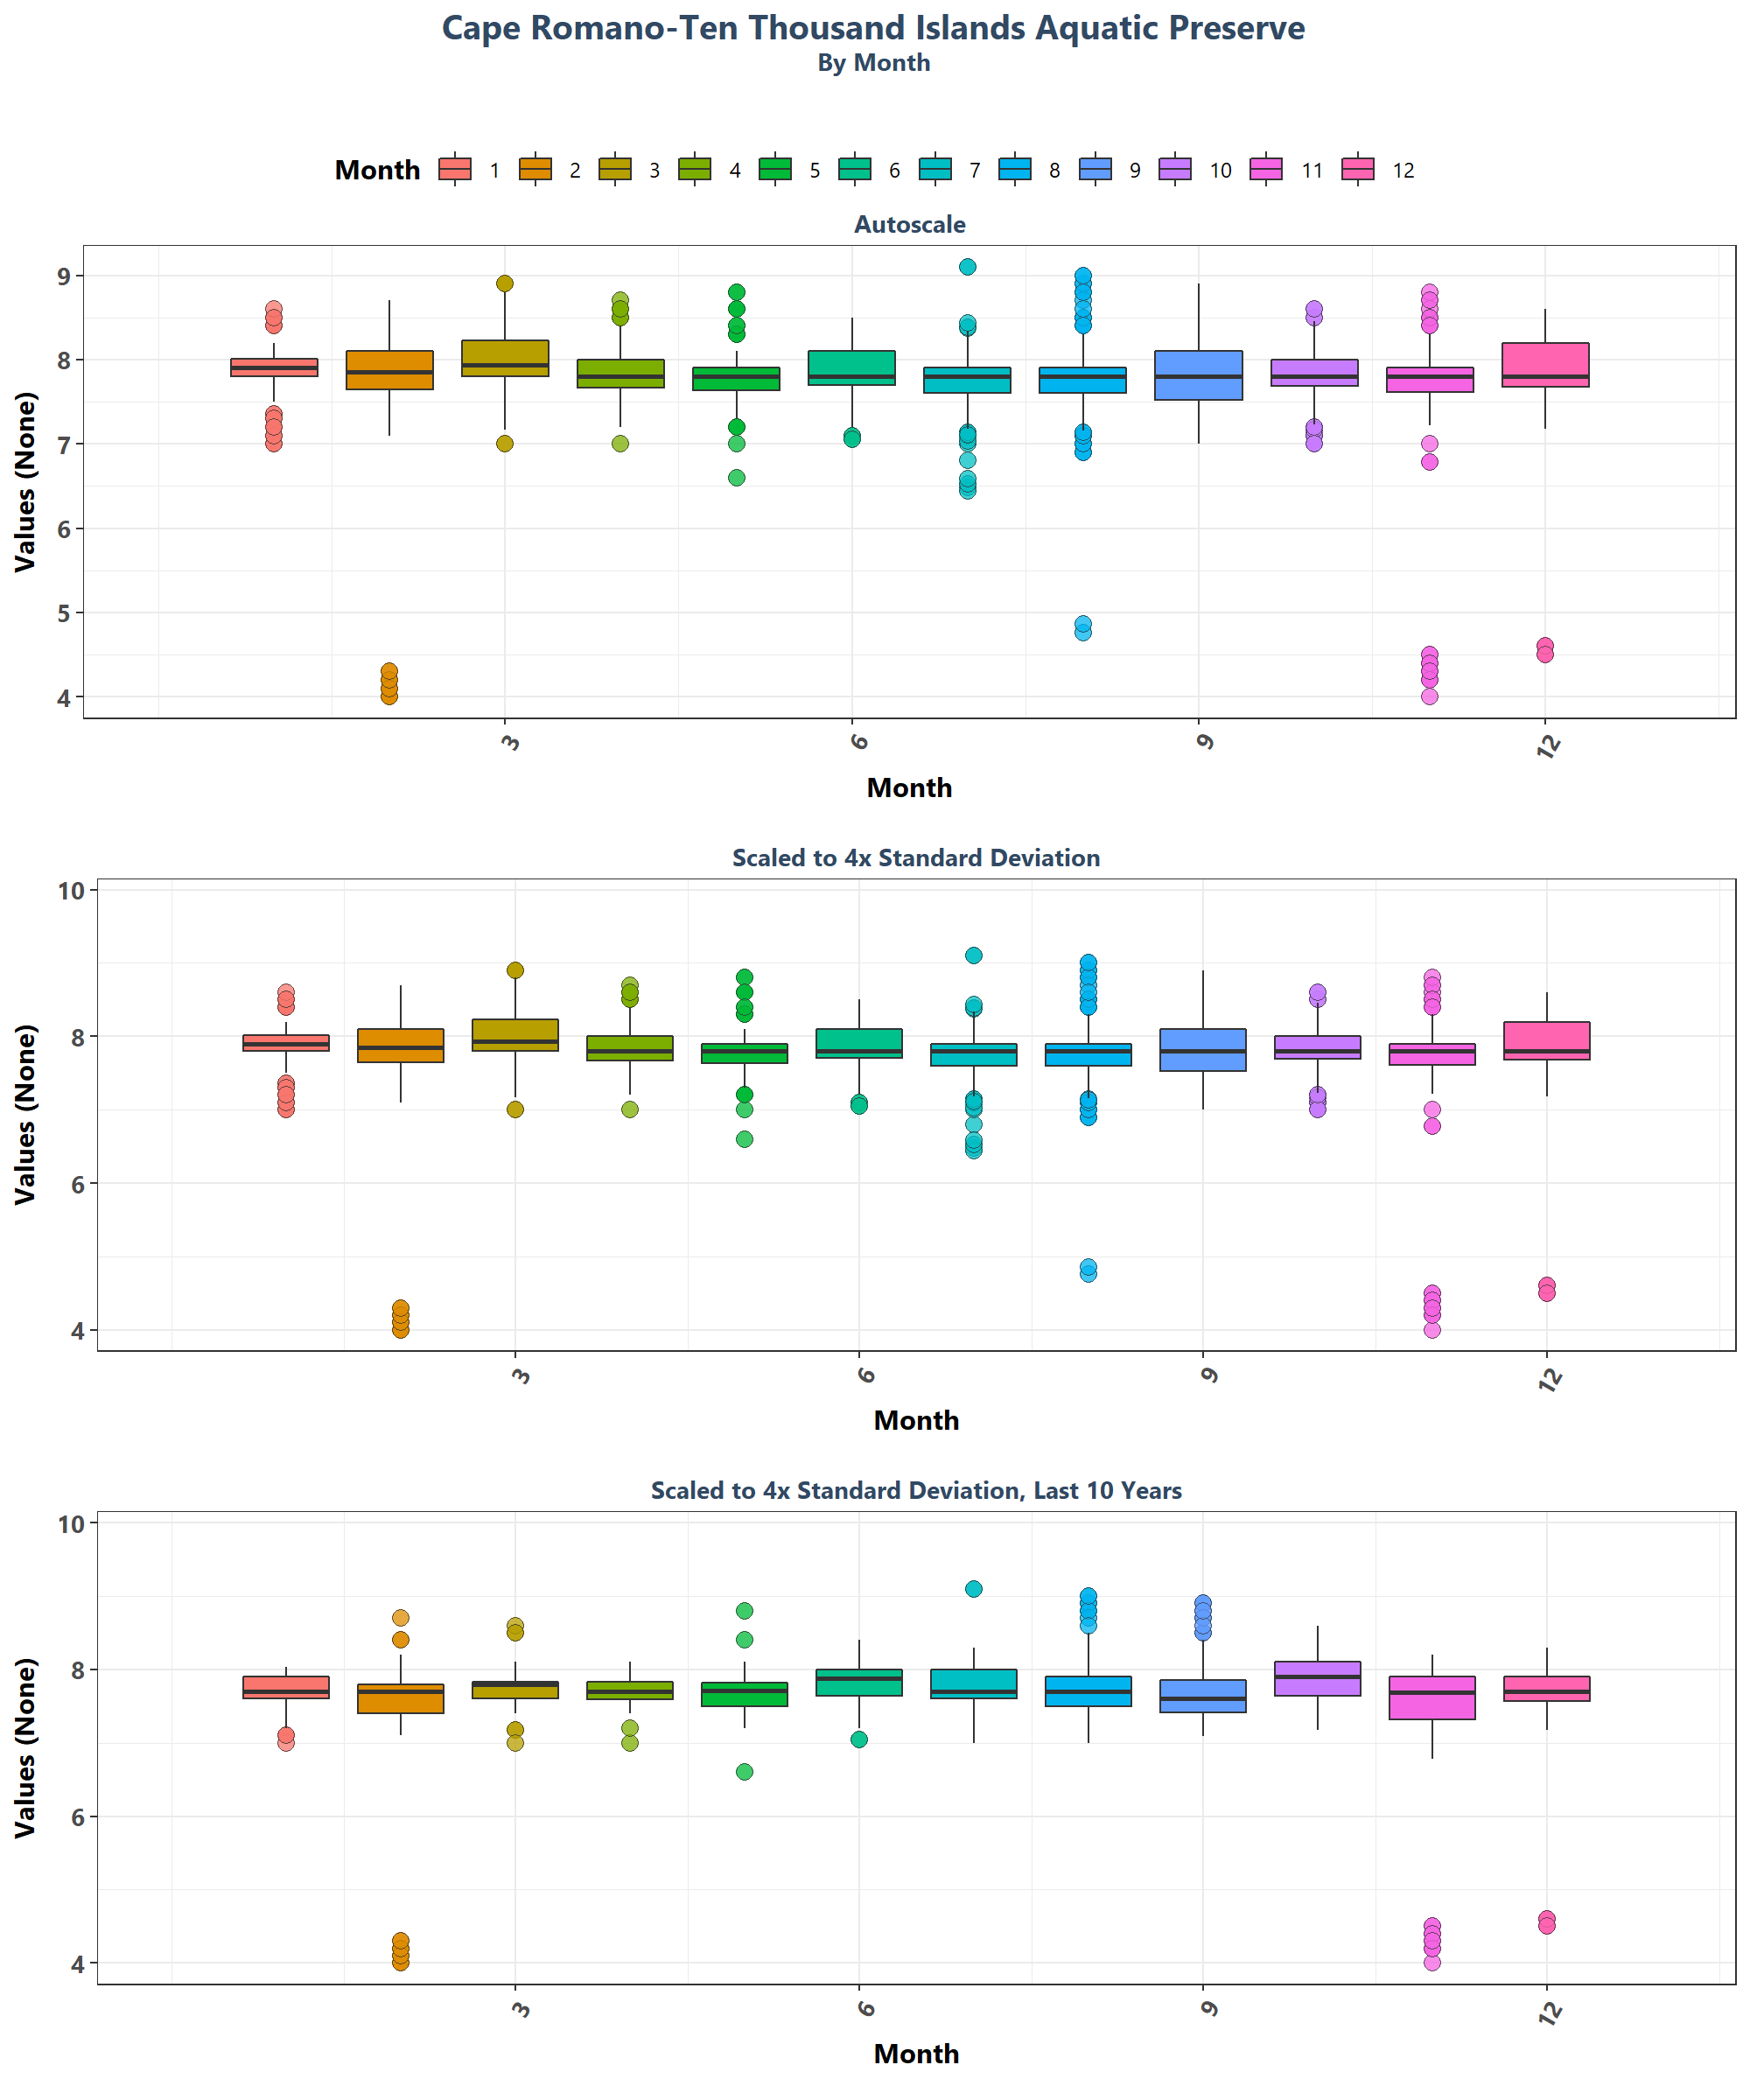 Cape Romano-Ten Thousand Islands Aquatic Preserve
By Month
Month 1 2 3 4 5 6 7 8 9 10 11 12
Autoscale
Values (None)
9
8
7
6
5
4
3 6 9 12
Month
Scaled to 4x Standard Deviation
Values (None)
10
8
6
4
3 6 9 12
Month
Scaled to 4x Standard Deviation, Last 10 Years
Values (None)
10
8
6
4
3 6 9 12
Month